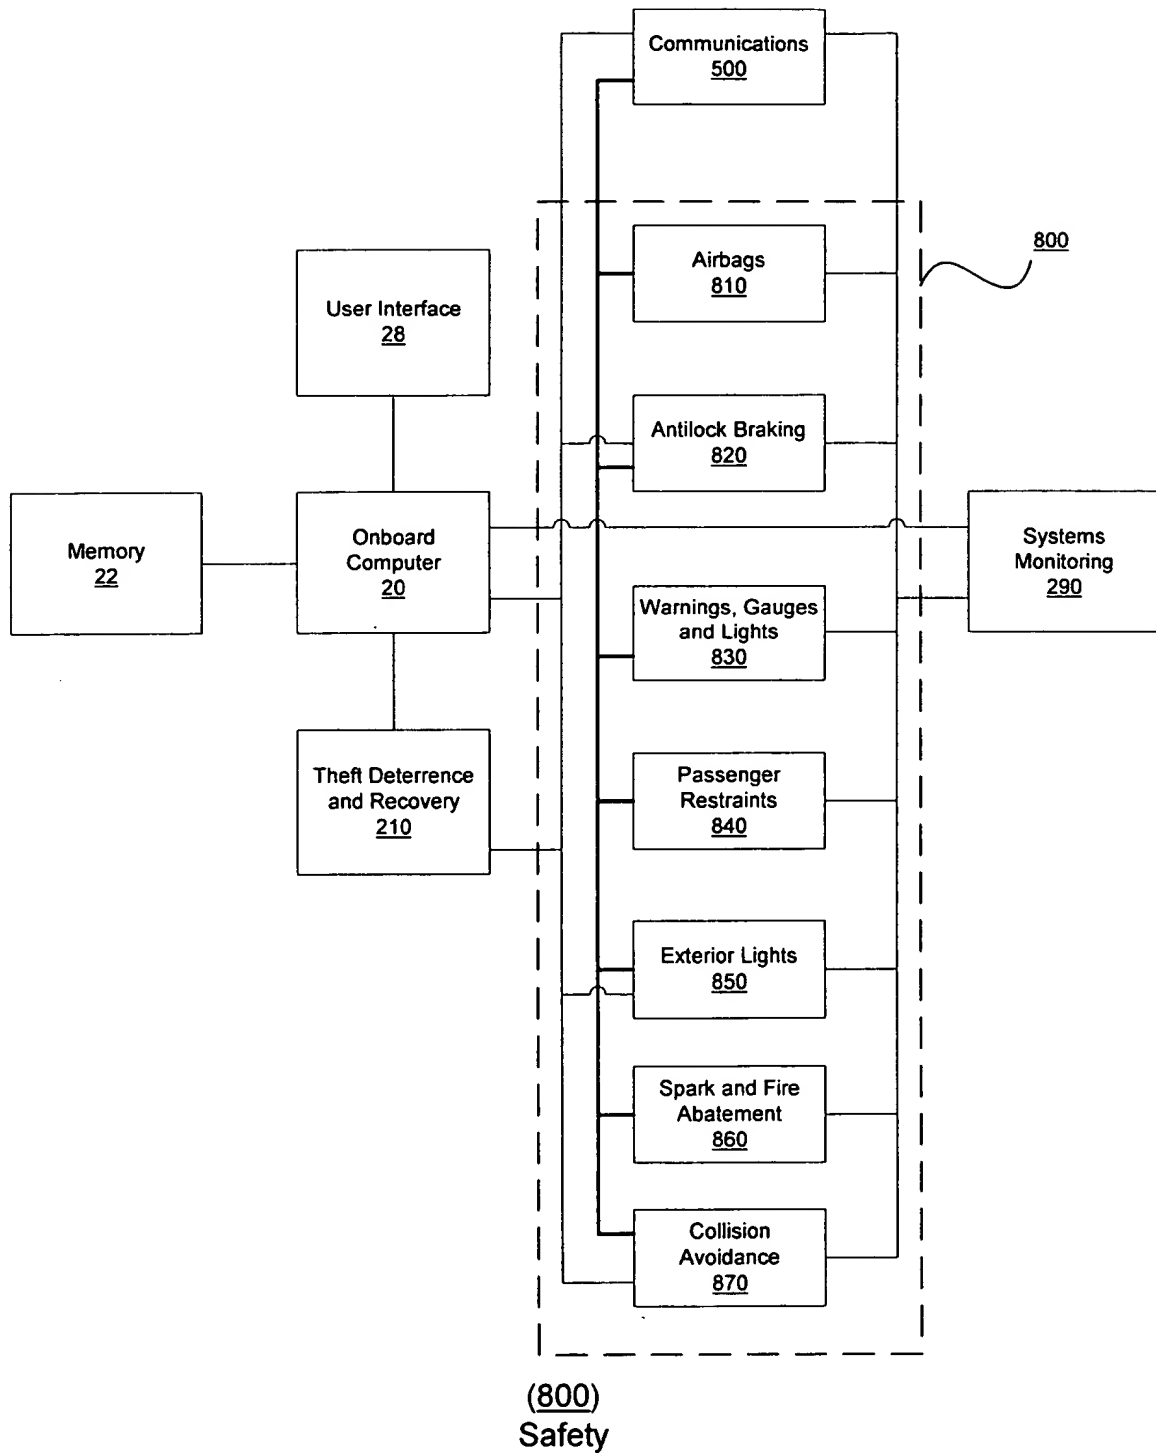 Communications
500
800
Airbags
810
User Interface
28
Antilock Braking
820
Memory
22
Onboard
Computer
20
Systems
Monitoring
290
Warnings, Gauges
and Lights
830
Theft Deterrence
and Recovery
210
Passenger
Restraints
840
Exterior Lights
850
Spark and Fire
Abatement
860
Collision
Avoidance
870
(800)
Safety